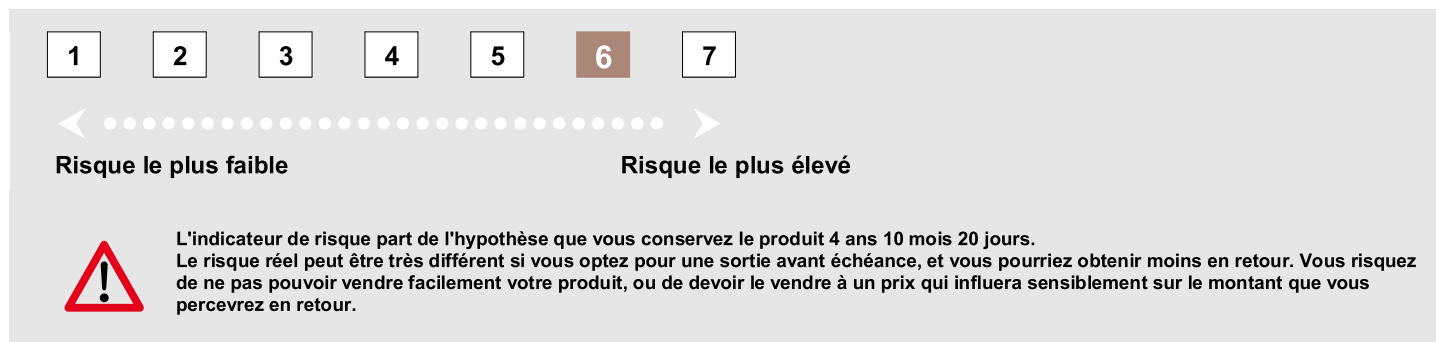 1 2 3 4 5 6 7
Risque le plus faible Risque le plus élevé
L'indicateur de risque part de l'hypothèse que vous conservez le produit 4 ans 10 mois 20 jours.
Le risque réel peut être très différent si vous optez pour une sortie avant échéance, et vous pourriez obtenir moins en retour. Vous risquez
de ne pas pouvoir vendre facilement votre produit, ou de devoir le vendre à un prix qui influera sensiblement sur le montant que vous
percevrez en retour.